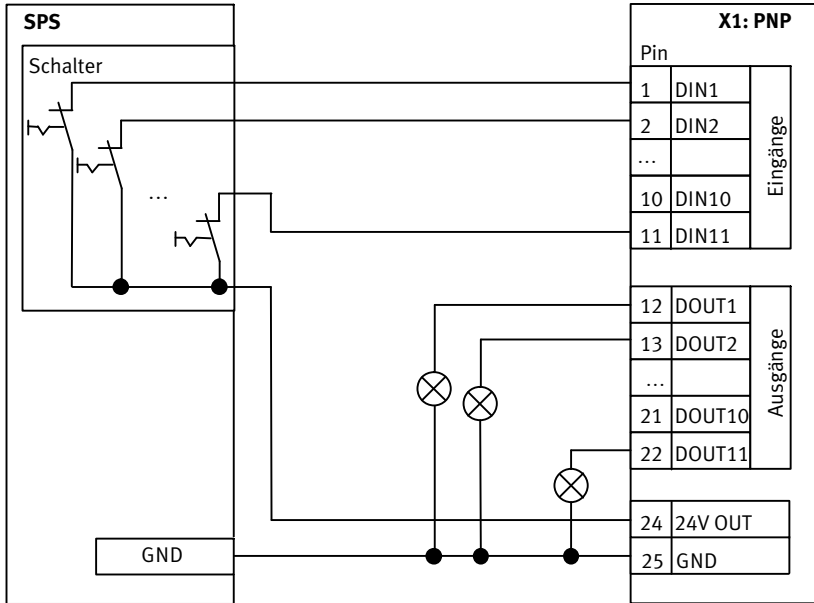 SPS
Schalter
...
GND
X1: PNP
Pin
1 DIN1
2 DIN2
...
10 DIN10
11 DIN11
Eingänge
12 DOUT1
13 DOUT2
...
21 DOUT10
22 DOUT11
Ausgänge
24 24V OUT
25 GND